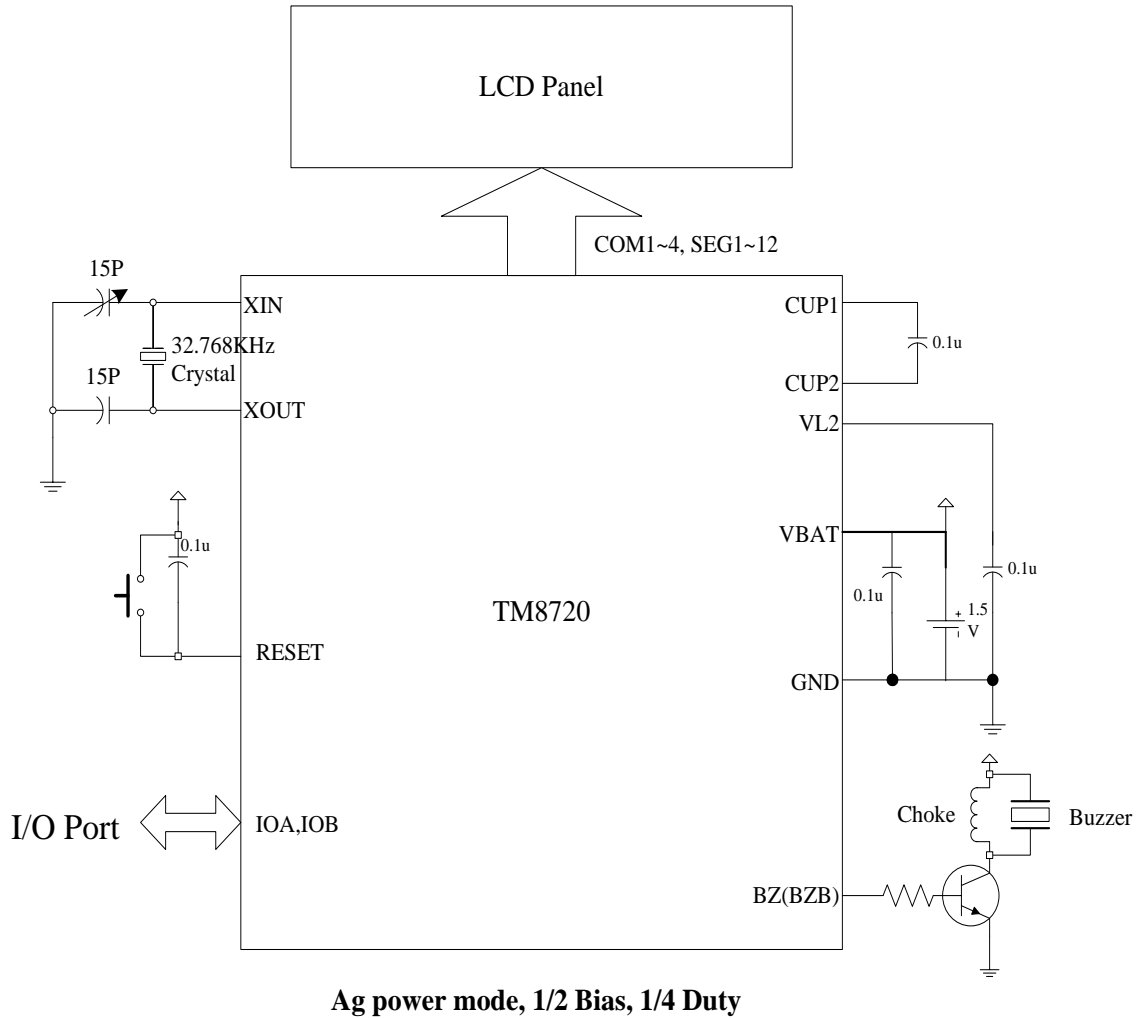 LCD Panel
COM1~4, SEG1~12
15P
XIN
CUP1
32.768KHz
Crystal
0.1u
CUP2
15P
XOUT
VL2
0.1u
VBAT
0.1u
0.1u
TM8720
+ 1.5
V
RESET
GND
I/O Port
IOA,IOB
Choke
Buzzer
BZ(BZB)
Ag power mode, 1/2 Bias, 1/4 Duty